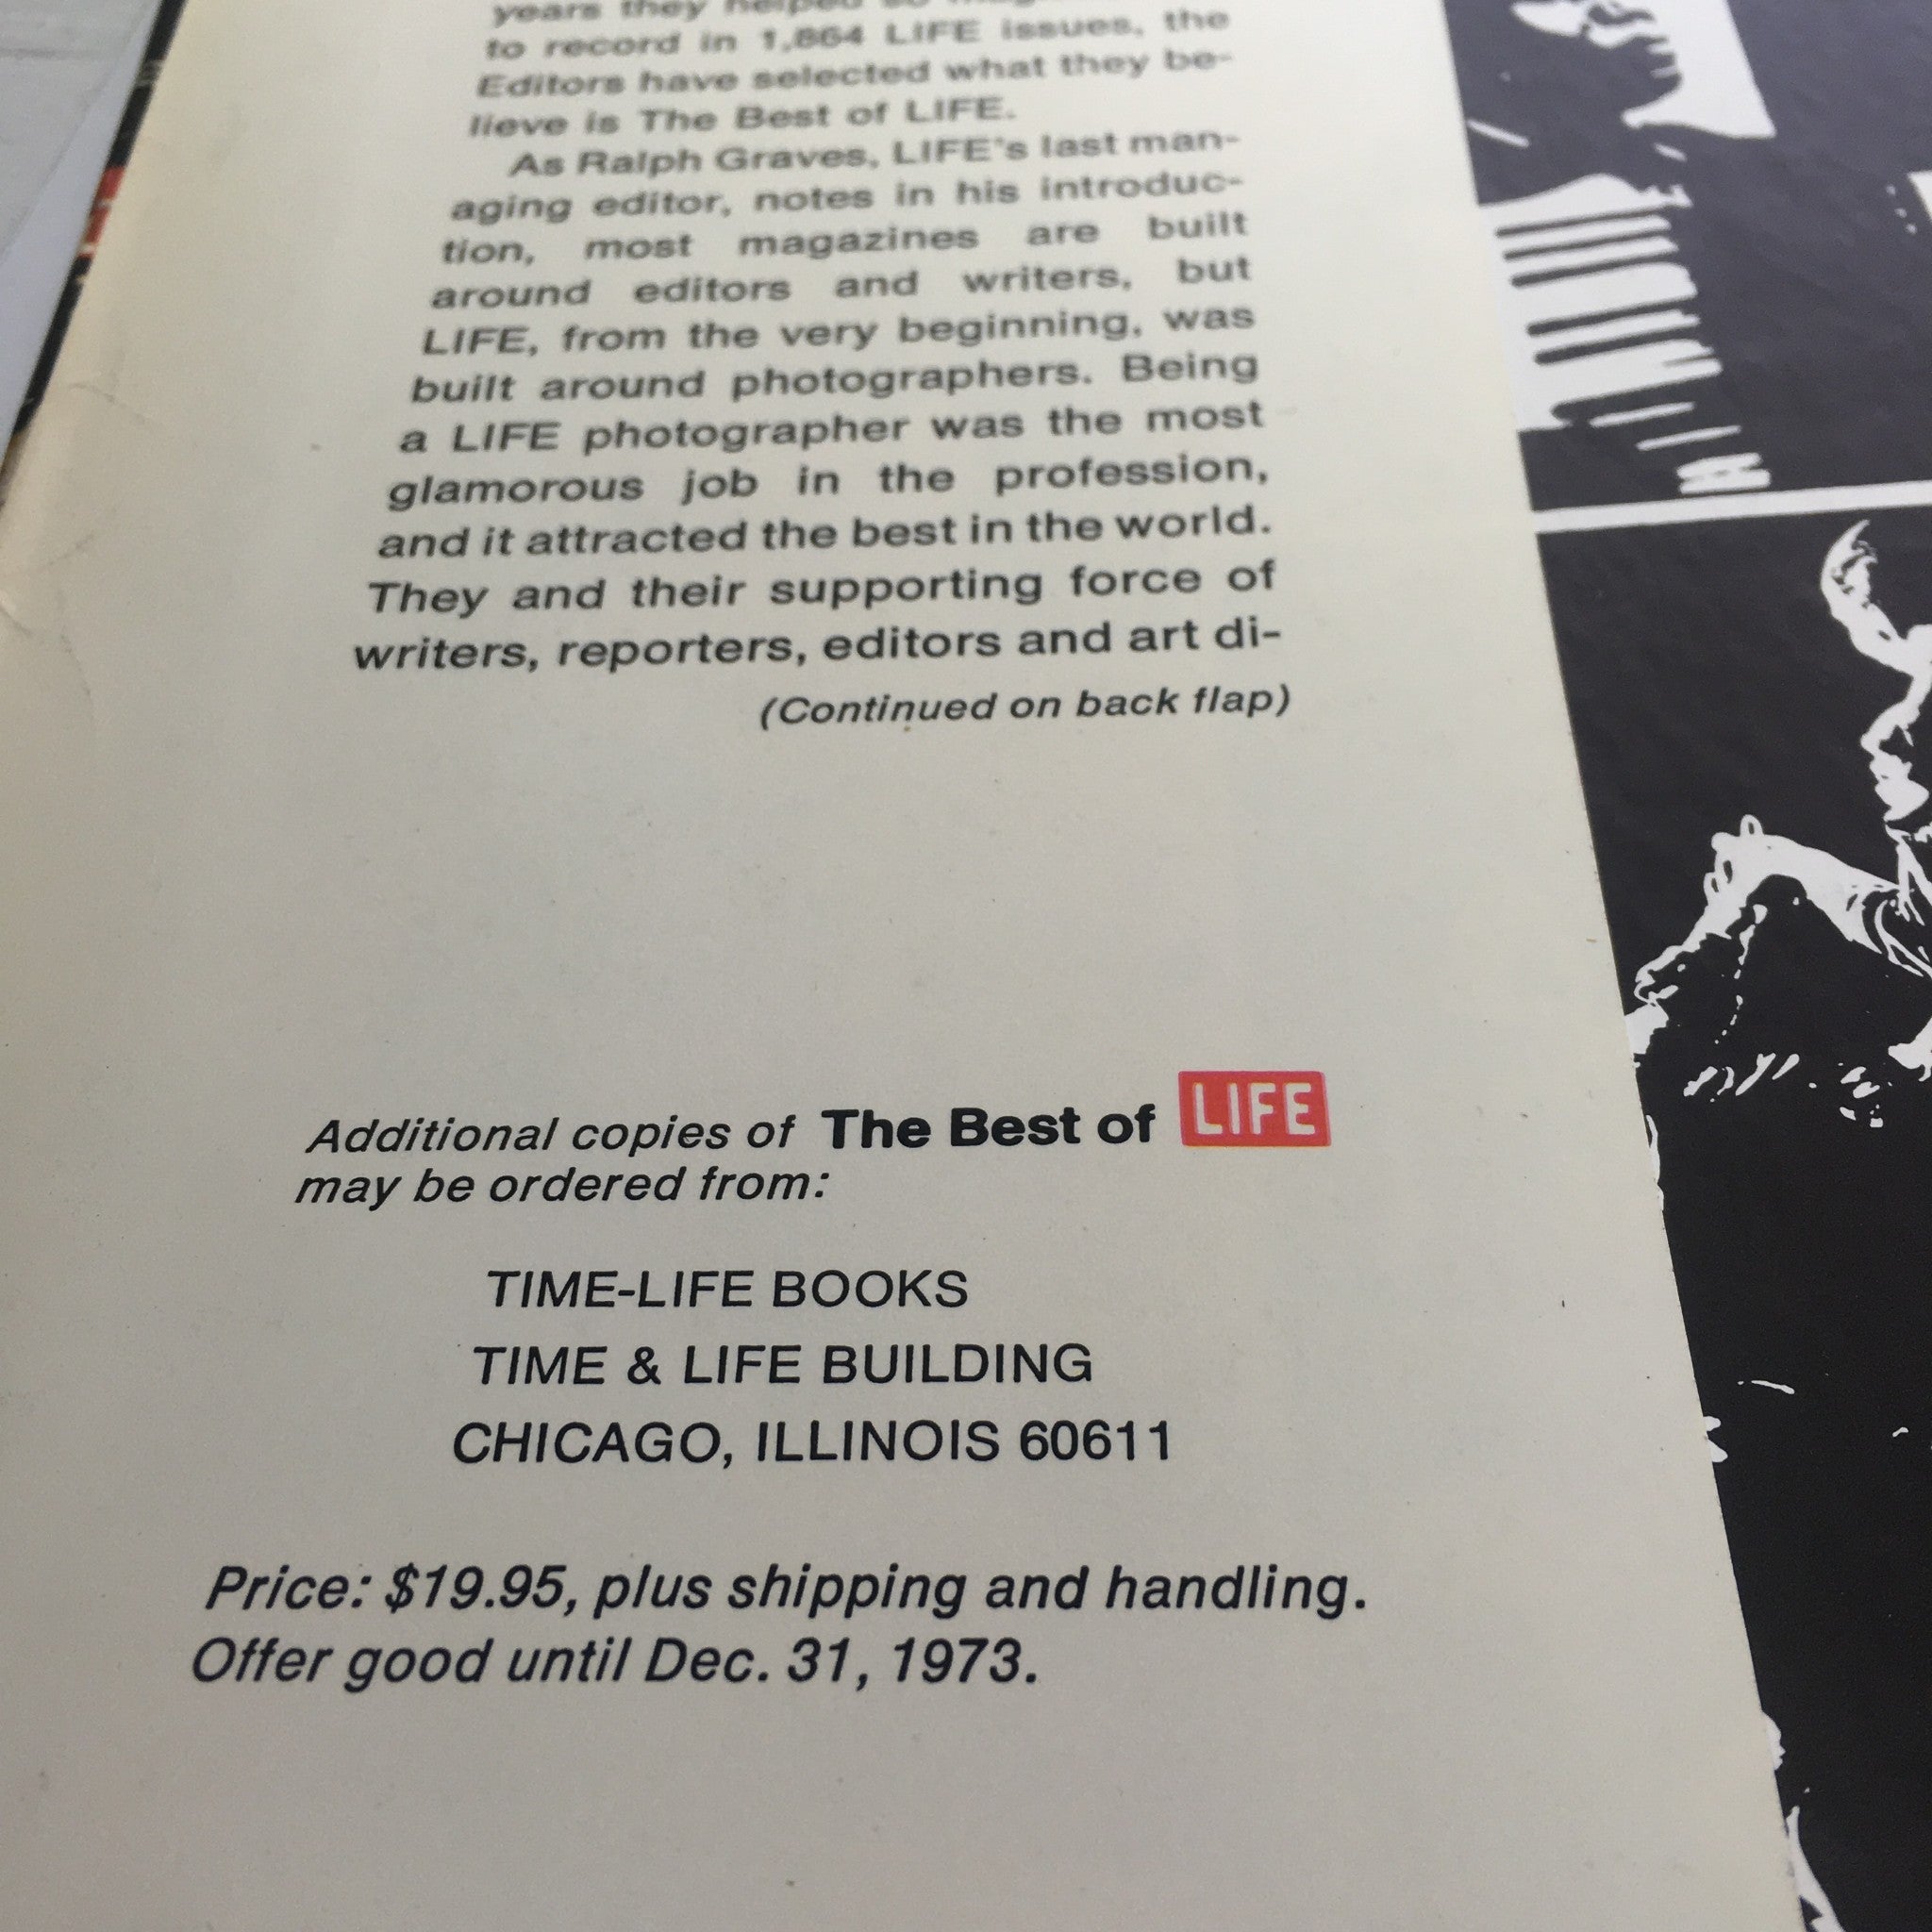 years they helped
to record in 1,864 LIFE issues, the
Editors have selected what they be-
lieve is The Best of LIFE.
As Ralph Graves, LIFE's last man-
aging editor, notes in his introduc-
tion, most magazines are built
around editors and writers, but
LIFE, from the very beginning, was
built around photographers. Being
a LIFE photographer was the most
glamorous job in the profession,
and it attracted the best in the world.
They and their supporting force of
writers, reporters, editors and art di-
(Continued on back flap)
Additional copies of The Best of LIFE
may be ordered from:
TIME-LIFE BOOKS
TIME & LIFE BUILDING
CHICAGO, ILLINOIS 60611
Price: $19.95, plus shipping and handling.
Offer good until Dec. 31, 1973.